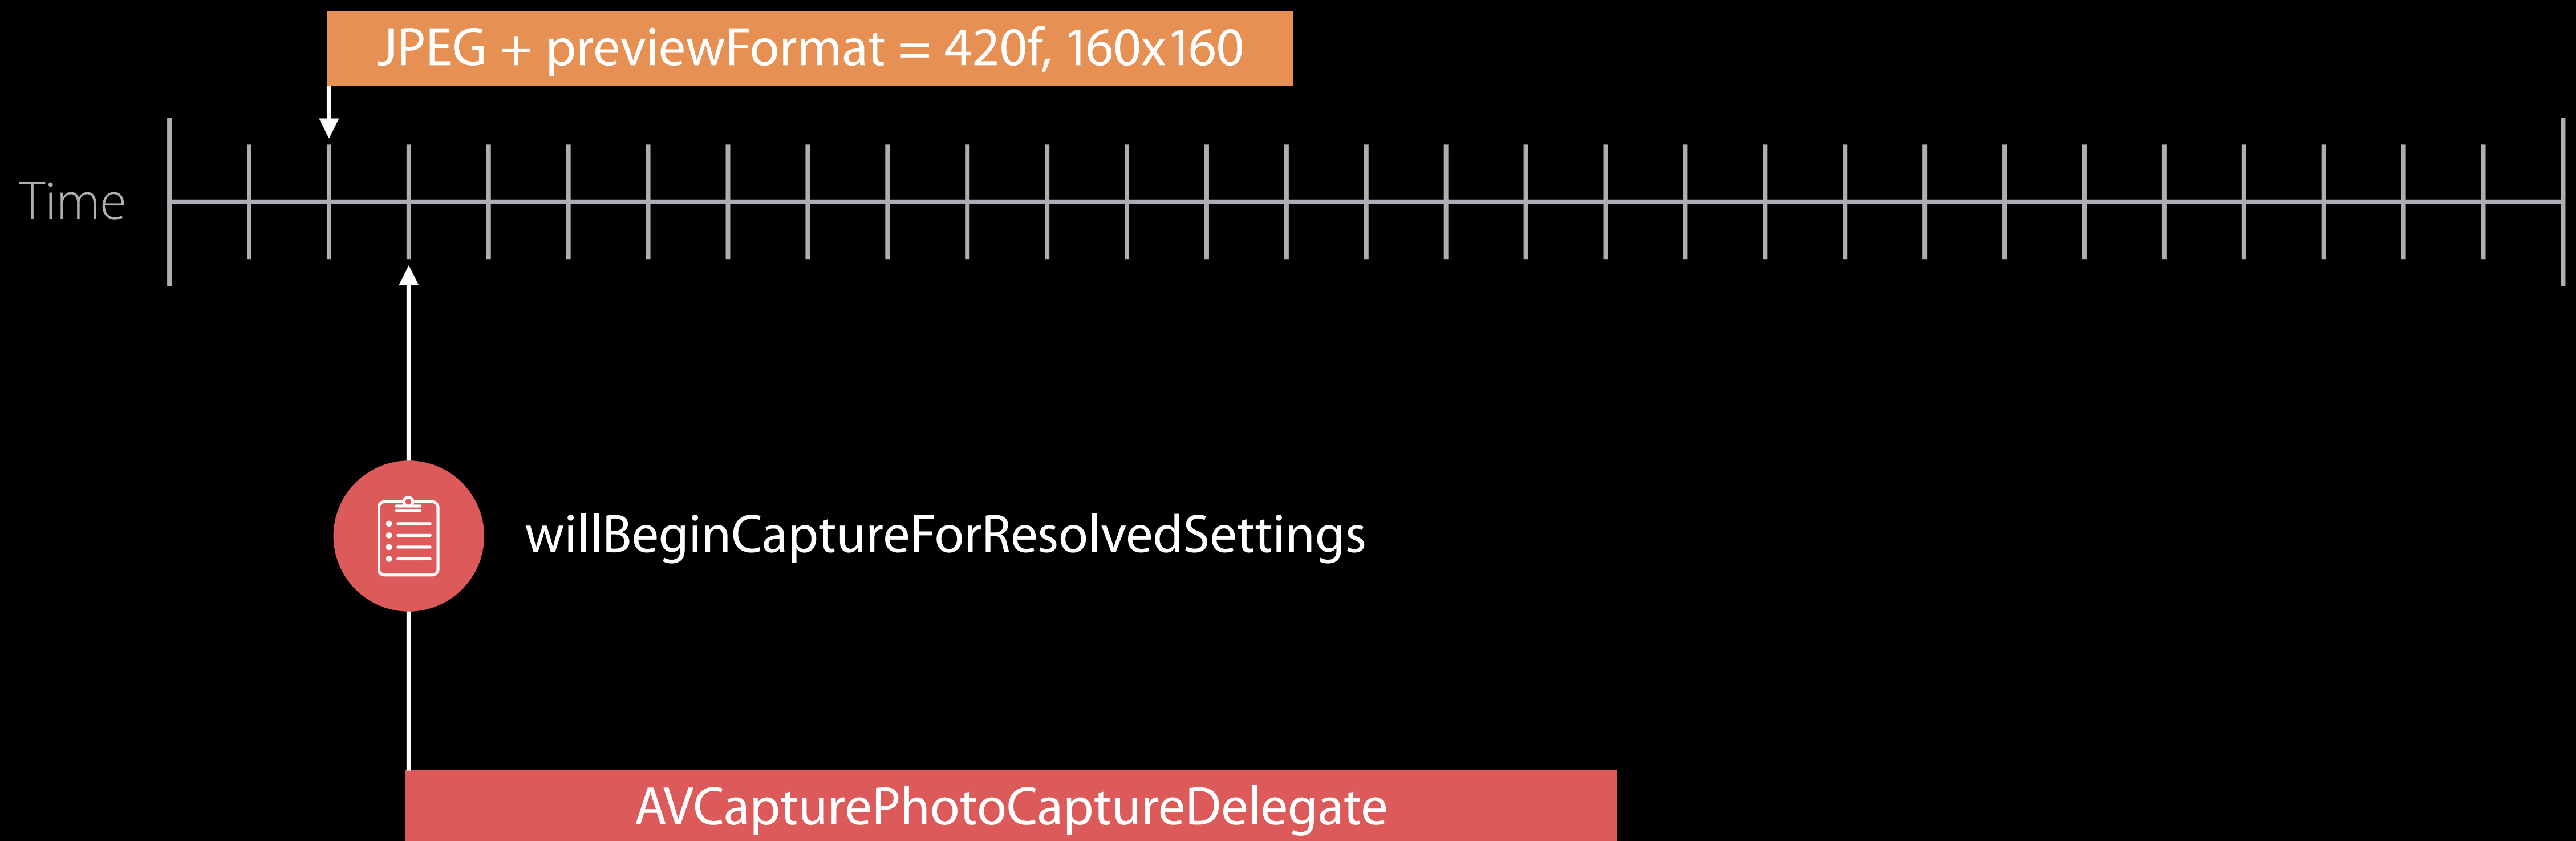 JPEG + previewFormat = 420f, 160x160
Time
willBeginCaptureForResolvedSettings
AVCapturePhotoCaptureDelegate